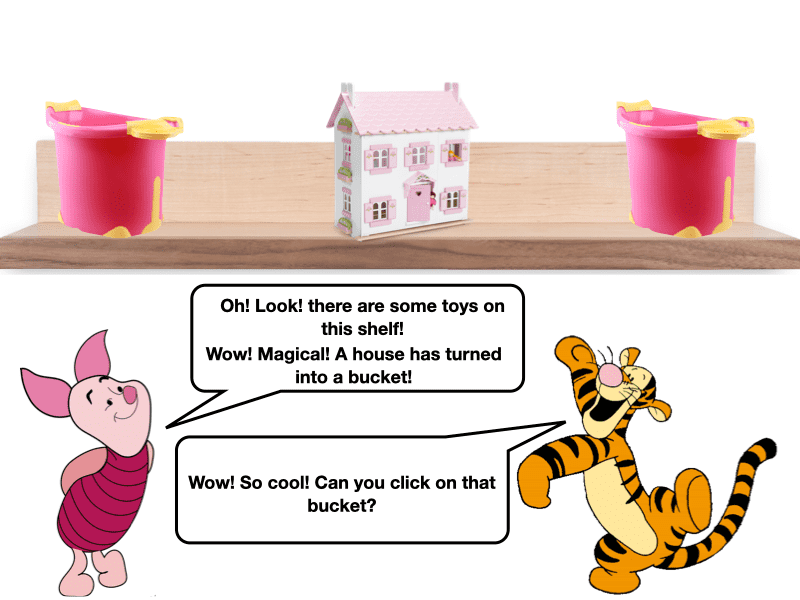 Oh! Look! there are some toys on
this shelf!
Wow! Magical! A house has turned
into a bucket!
Wow! So cool! Can you click on that
bucket?